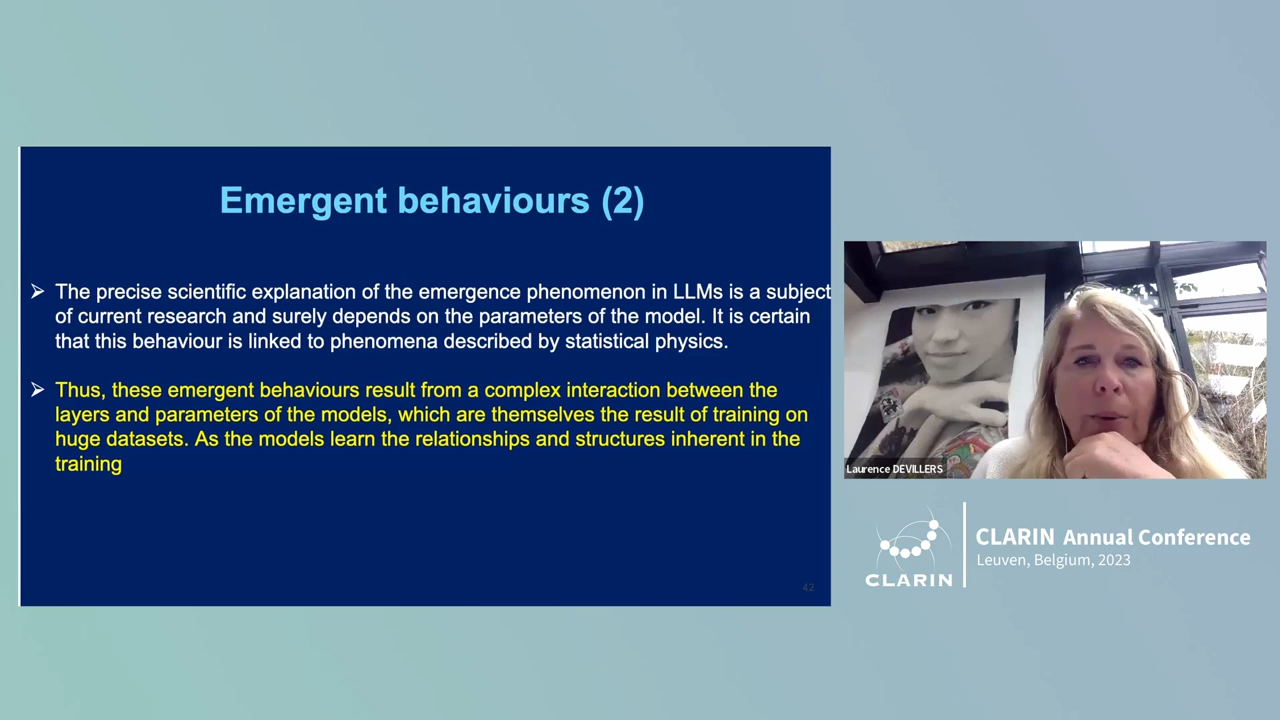 Emergent behaviours (2)
➢ The precise scientific explanation of the emergence phenomenon in LLMs is a subject
of current research and surely depends on the parameters of the model. It is certain
that this behaviour is linked to phenomena described by statistical physics.
➢ Thus, these emergent behaviours result from a complex interaction between the
layers and parameters of the models, which are themselves the result of training on
huge datasets. As the models learn the relationships and structures inherent in the
training
42
Laurence DEVILLERS
CLARIN
CLARIN Annual Conference
Leuven, Belgium, 2023